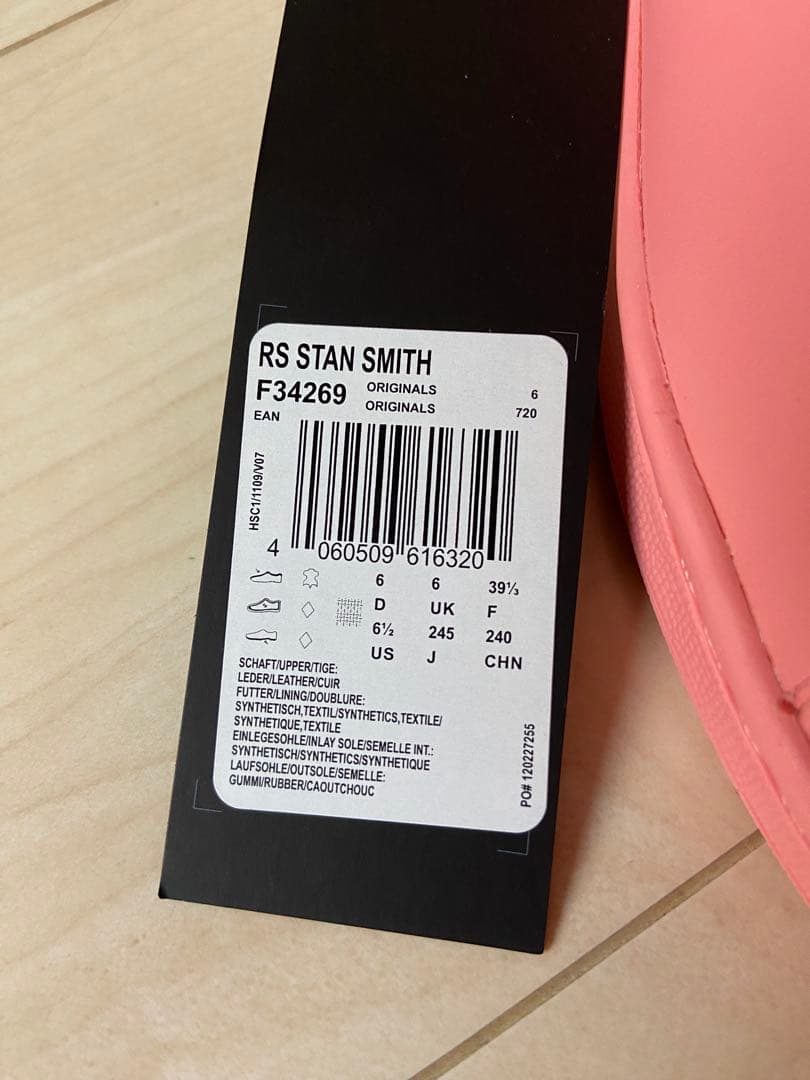 RS STAN SMITH
F34269 ORIGINALS 6
ORIGINALS 720
EAN
HSC1/1109/V07
4 060509 616320
6 6 39⅓
D UK F
6½ 245 240
US J CHN
SCHAFT/UPPER/TIGE:
LEDER/LEATHER/CUIR
FUTTER/LINING/DOUBLURE:
SYNTHETISCH,TEXTIL/SYNTHETICS,TEXTILE/
SYNTHETIQUE,TEXTILE
EINLEGESOHLE/INLAY SOLE/SEMELLE INT.:
SYNTHETISCH/SYNTHETICS/SYNTHETIQUE
LAUFSOHLE/OUTSOLE/SEMELLE:
GUMMI/RUBBER/CAOUTCHOUC
PO# 120227255